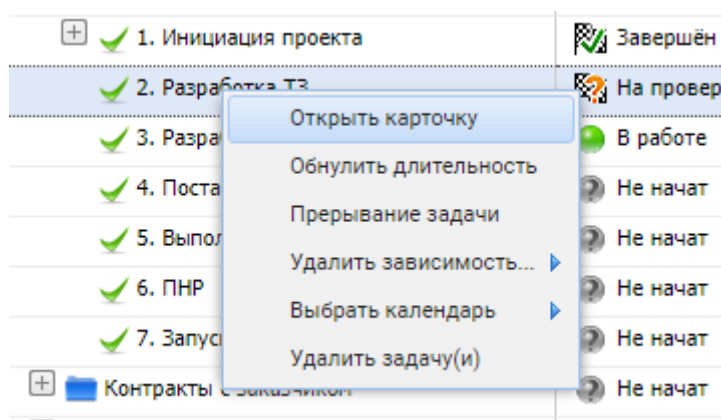 1. Инициация проекта Завершён
2. Разработка ТЗ На провер
Открыть карточку
3. Разра В работе
Обнулить длительность
4. Поста Не начат
Прерывание задачи
5. Выпол Не начат
Удалить зависимость...
6. ПНР Не начат
Выбрать календарь
7. Запус Не начат
Удалить задачу(и)
Контракты с заказчиком Не начат